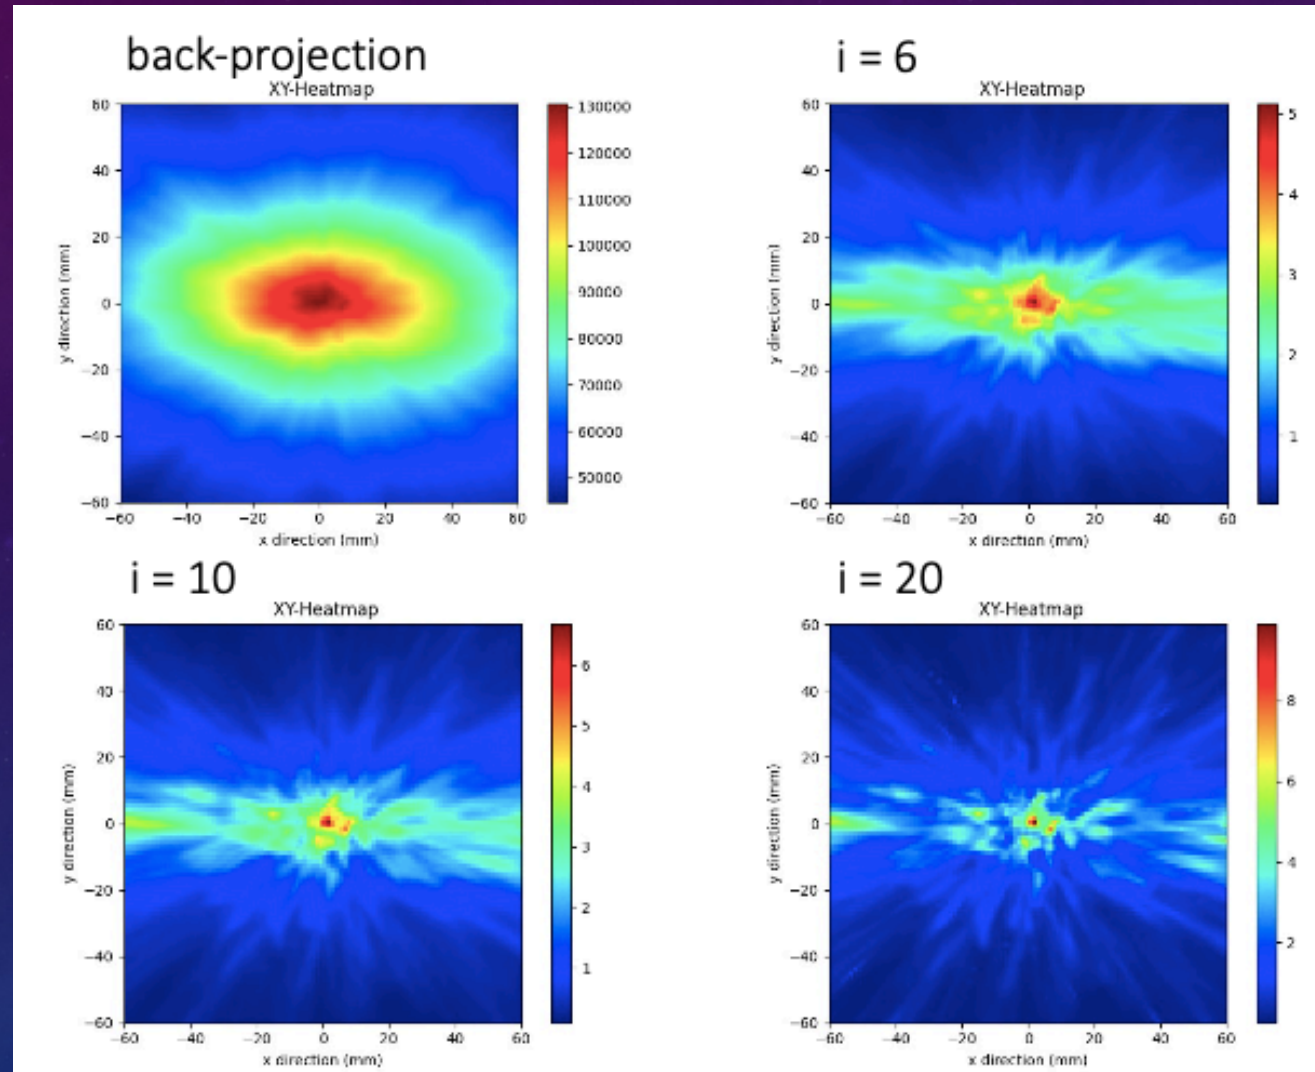 back-projection
XY-Heatmap
60
40
20
0
−20
−40
−60
−60 −40 −20 0 20 40 60
x direction (mm)
y direction (mm)
130000
120000
110000
100000
90000
80000
70000
60000
50000
i = 6
XY-Heatmap
60
40
20
0
−20
−40
−60
−60 −40 −20 0 20 40 60
x direction (mm)
y direction (mm)
5
4
3
2
1
i = 10
XY-Heatmap
60
40
20
0
−20
−40
−60
−60 −40 −20 0 20 40 60
x direction (mm)
y direction (mm)
6
5
4
3
2
1
i = 20
XY-Heatmap
60
40
20
0
−20
−40
−60
−60 −40 −20 0 20 40 60
x direction (mm)
y direction (mm)
8
6
4
2